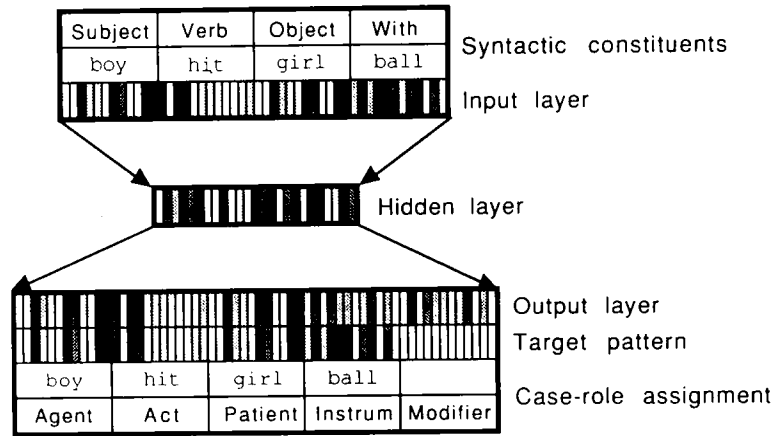 Subject Verb Object With
Syntactic constituents
boy hit girl ball
Input layer
Hidden layer
Output layer
Target pattern
boy hit girl ball
Case-role assignment
Agent Act Patient Instrum Modifier